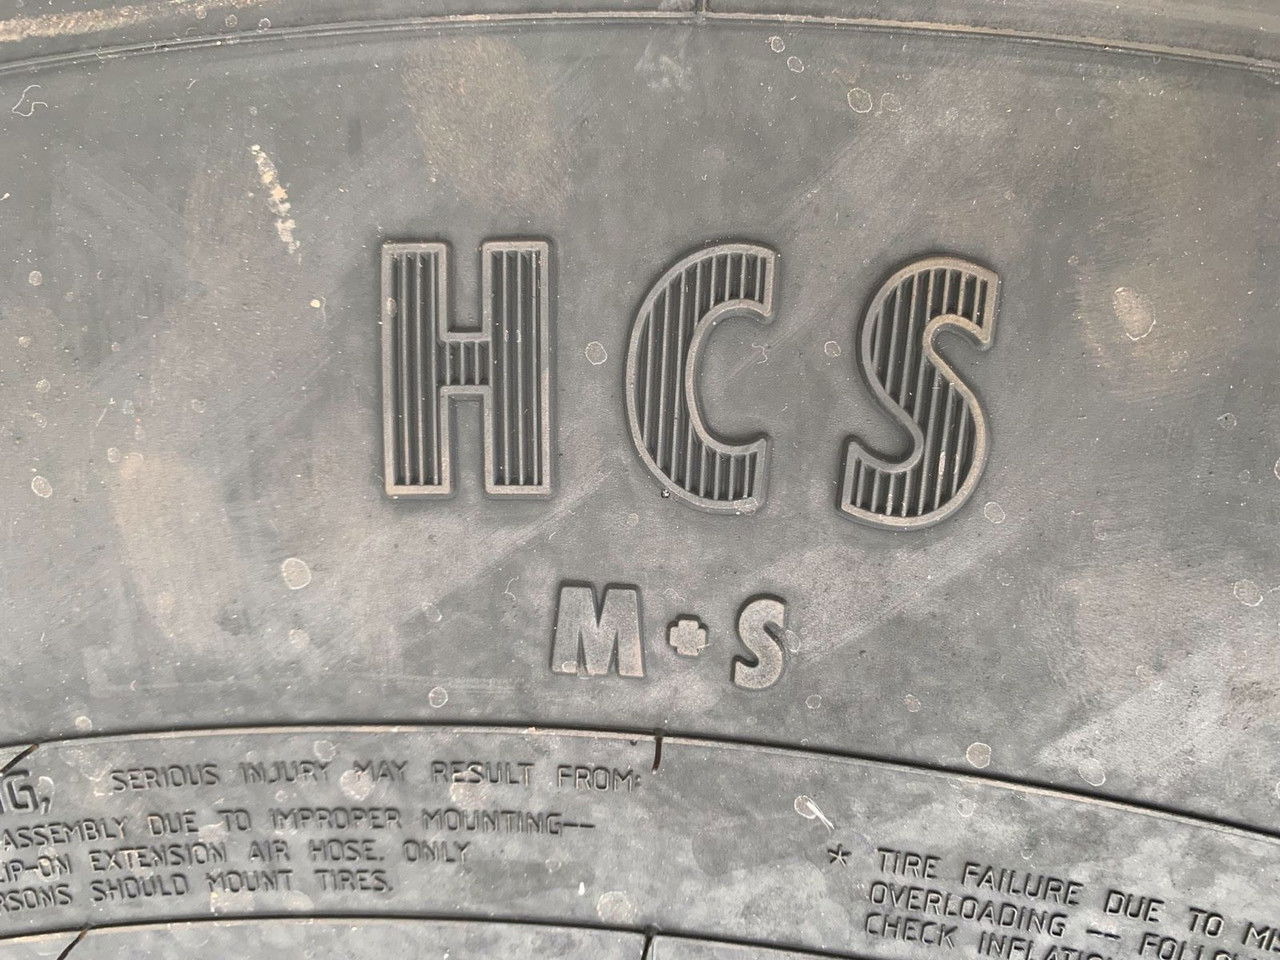 HCS
M+S
SERIOUS INJURY MAY RESULT FROM:
ASSEMBLY DUE TO IMPROPER MOUNTING--
EXTENSION AIR HOSE. ONLY
SHOULD MOUNT TIRES.
* TIRE FAILURE DUE TO
OVERLOADING --
CHECK